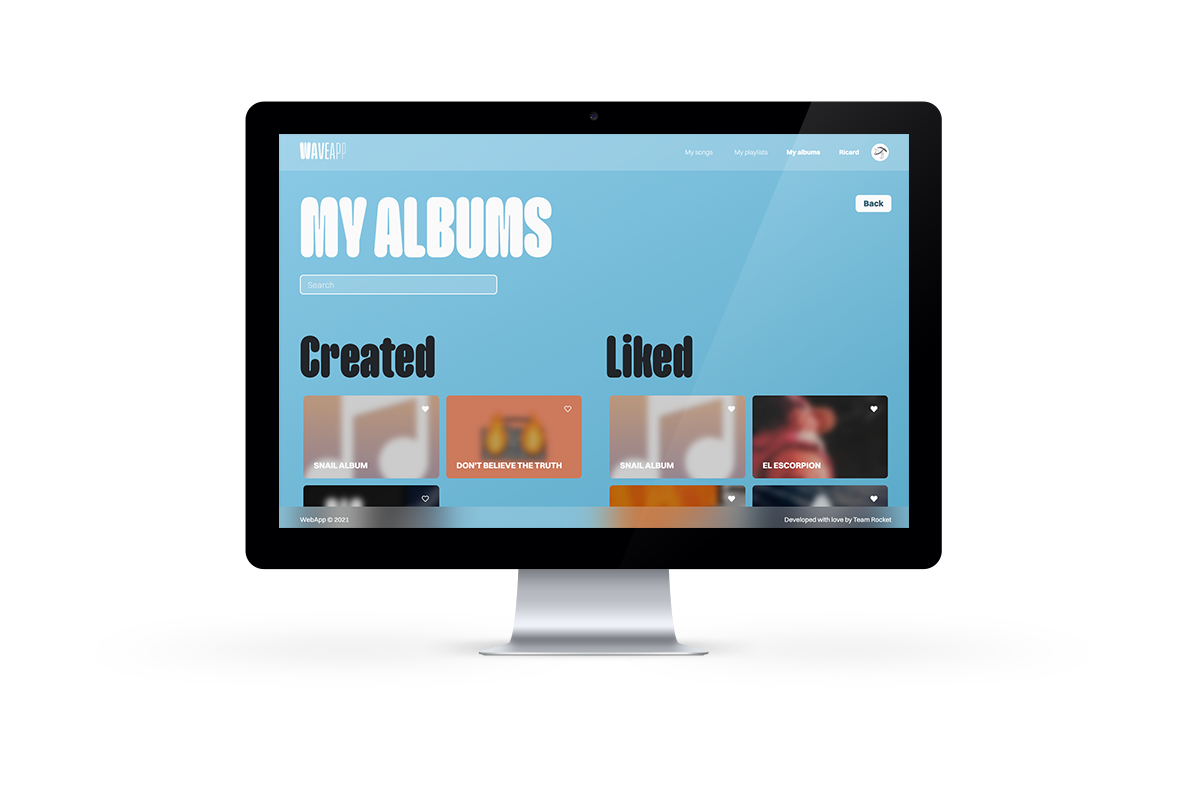 WAVEAPP
My songs
My playlists
My albums
Ricard
MY ALBUMS
Back
Search
Created
Liked
SNAIL ALBUM
DON'T BELIEVE THE TRUTH
SNAIL ALBUM
EL ESCORPION
WebApp © 2021
Developed with love by Team Rocket